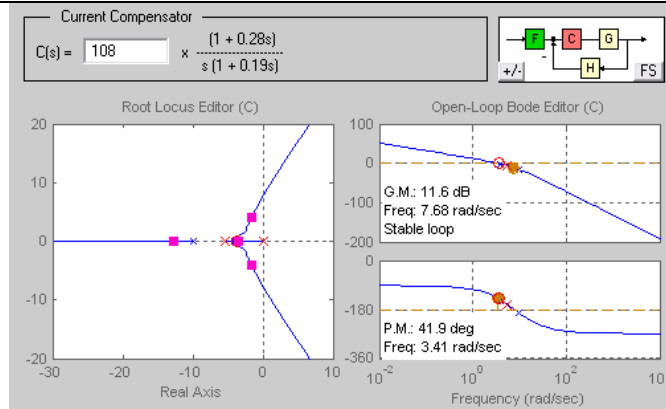 Current Compensator
C(s) = 108 x (1 + 0.28s)
s (1 + 0.19s)
F C G
-
H
+/- FS
Root Locus Editor (C)
20
10
0
-10
-20
-30 -20 -10 0 10
Real Axis
Open-Loop Bode Editor (C)
100
0
-100
-200
G.M.: 11.6 dB
Freq: 7.68 rad/sec
Stable loop
0
-180
-360
P.M.: 41.9 deg
Freq: 3.41 rad/sec
10-2 100 102 10
Frequency (rad/sec)